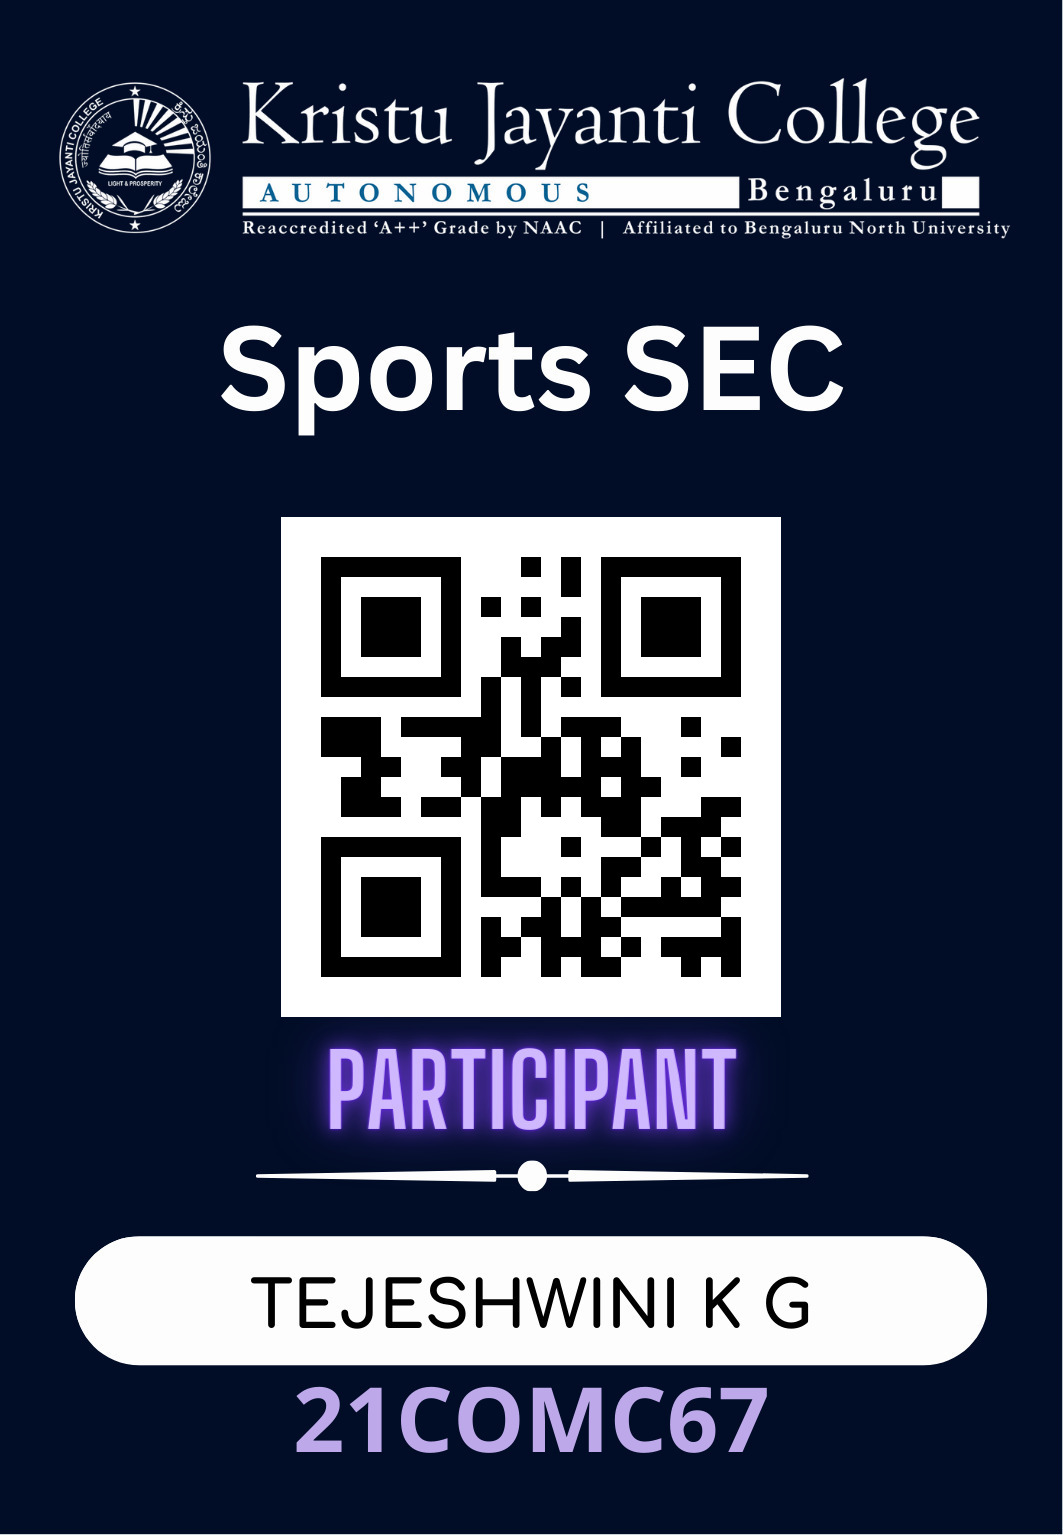 Kristu Jayanti College
AUTONOMOUS Bengaluru
Reaccredited ‘A++’ Grade by NAAC | Affiliated to Bengaluru North University
KRISTU JAYANTI COLLEGE
LIGHT & PROSPERITY
Sports SEC
PARTICIPANT
TEJESHWINI K G
21COMC67